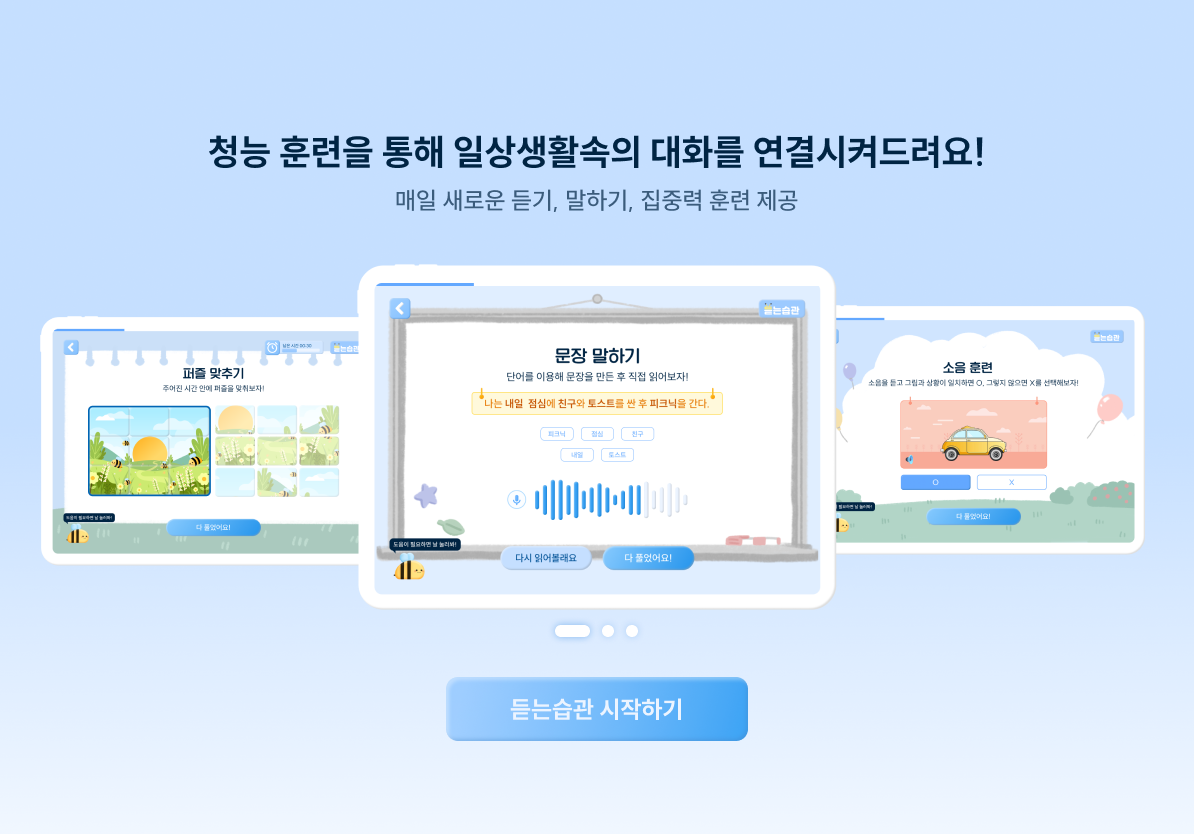 청능 훈련을 통해 일상생활속의 대화를 연결시켜드려요!
매일 새로운 듣기, 말하기, 집중력 훈련 제공
남은 시간 00:30
듣는습관
퍼즐 맞추기
주어진 시간 안에 퍼즐을 맞춰보자!
도움이 필요하면 날 눌러봐!
다 풀었어요!
듣는습관
문장 말하기
단어를 이용해 문장을 만든 후 직접 읽어보자!
나는 내일 점심에 친구와 토스트를 싼 후 피크닉을 간다.
피크닉 점심 친구
내일 토스트
도움이 필요하면 날 눌러봐!
다시 읽어볼래요 다 풀었어요!
듣는습관
소음 훈련
소음을 듣고 그림과 상황이 일치하면 O, 그렇지 않으면 X를 선택해보자!
O X
필요하면 날 눌러봐!
다 풀었어요!
듣는습관 시작하기